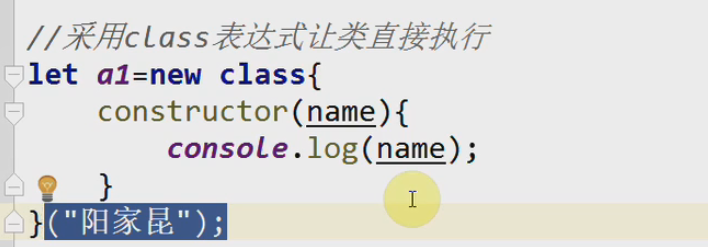 //采用class表达式让类直接执行
let a1=new class{
constructor(name){
console.log(name);
}
}("阳家昆");